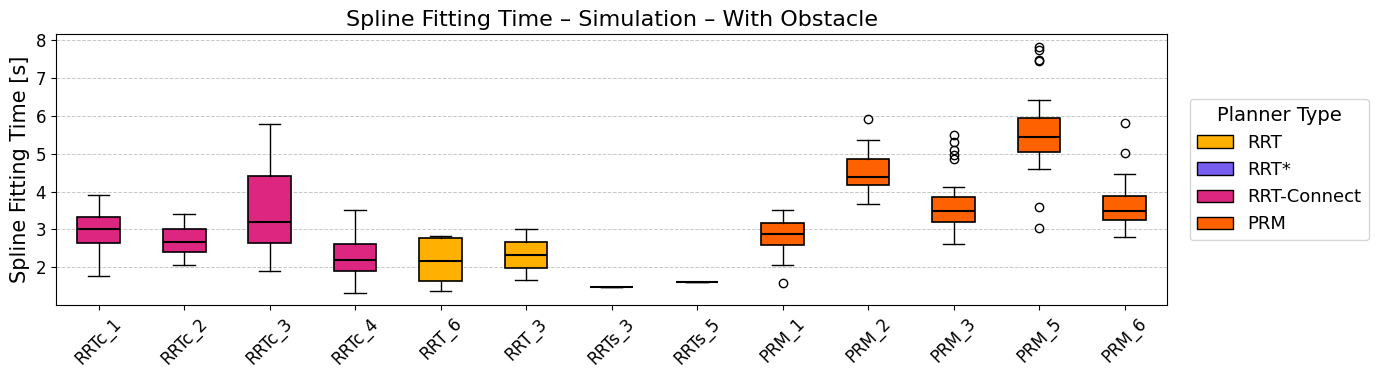 Spline Fitting Time – Simulation – With Obstacle
Spline Fitting Time [s]
8
7
6
5
4
3
2
RRTc_1
RRTc_2
RRTc_3
RRTc_4
RRT_6
RRT_3
RRTs_3
RRTs_5
PRM_1
PRM_2
PRM_3
PRM_5
PRM_6
Planner Type
RRT
RRT*
RRT-Connect
PRM